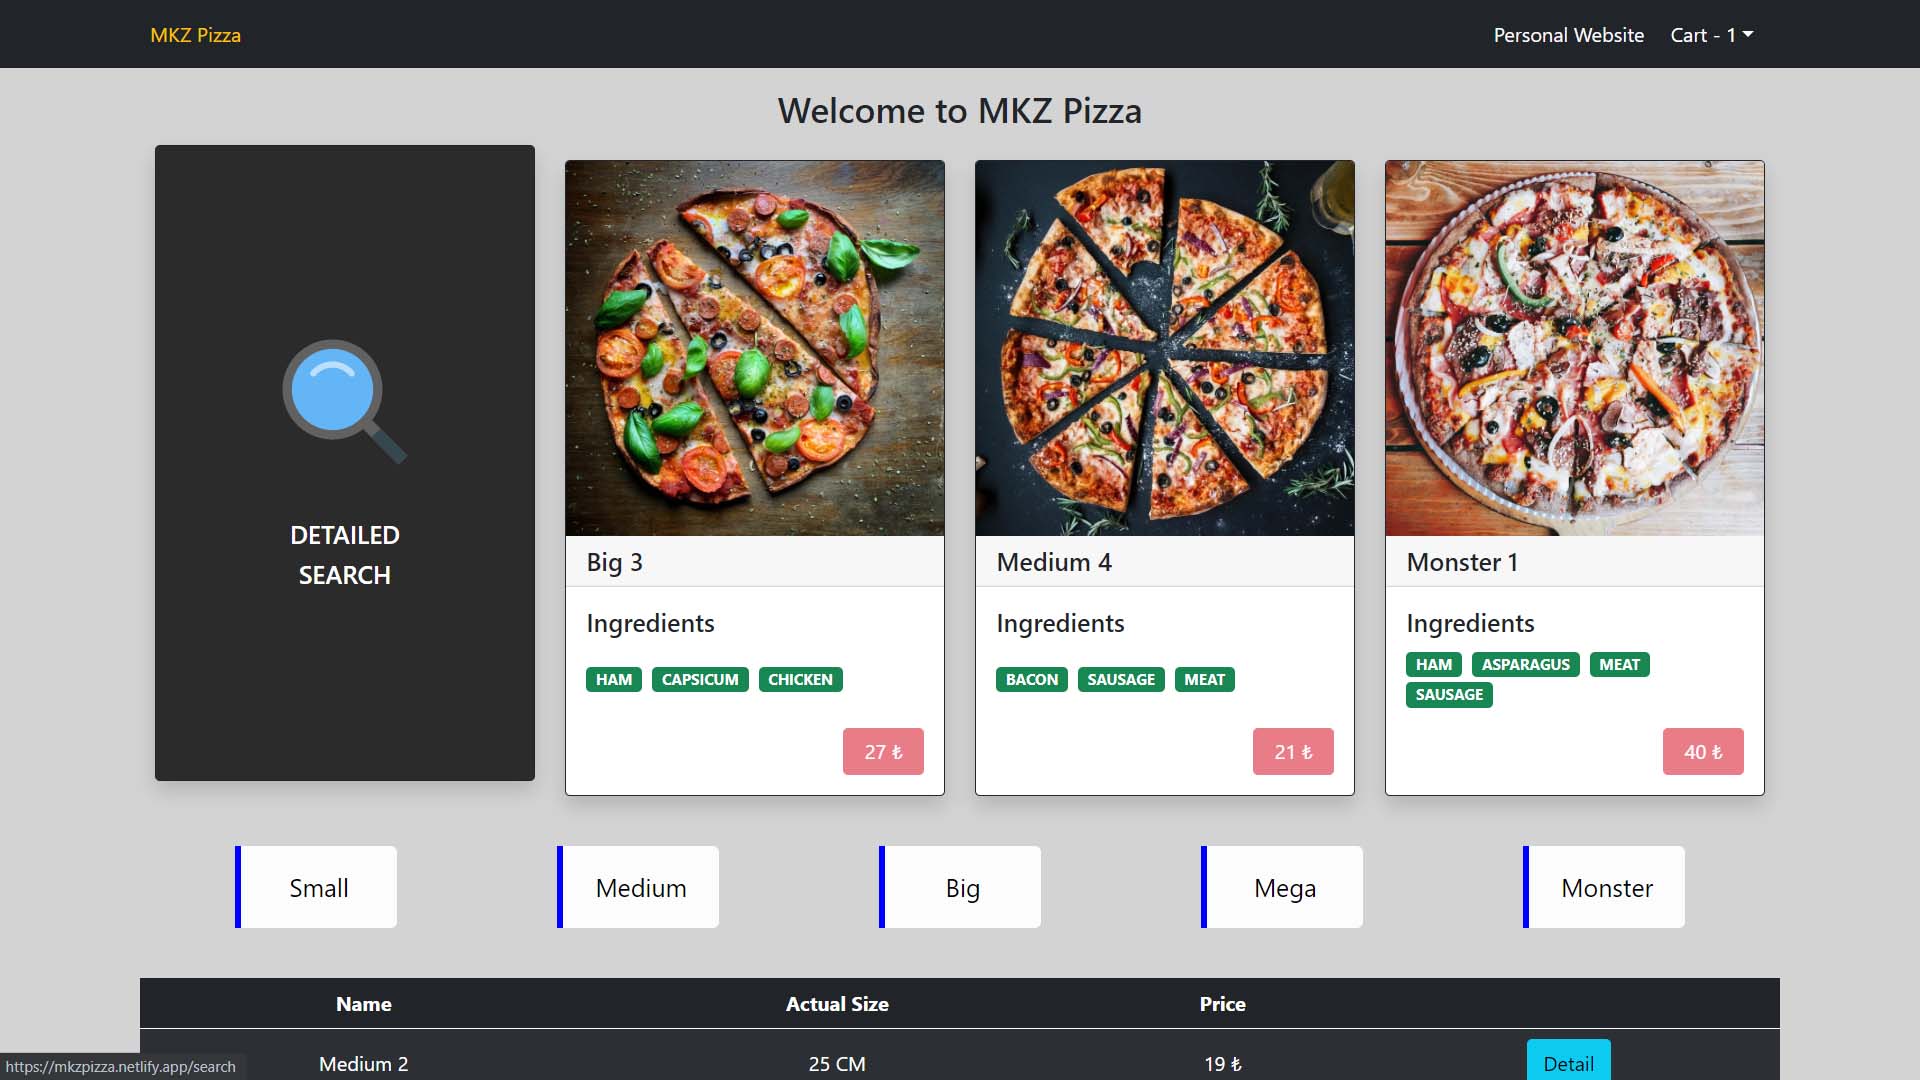 MKZ Pizza
Personal Website
Cart - 1
Welcome to MKZ Pizza
DETAILED
SEARCH
Big 3
Ingredients
HAM CAPSICUM CHICKEN
27 ₺
Medium 4
Ingredients
BACON SAUSAGE MEAT
21 ₺
Monster 1
Ingredients
HAM ASPARAGUS MEAT
SAUSAGE
40 ₺
Small
Medium
Big
Mega
Monster
Name Actual Size Price
Medium 2 25 CM 19 ₺ Detail
https://mkzpizza.netlify.app/search